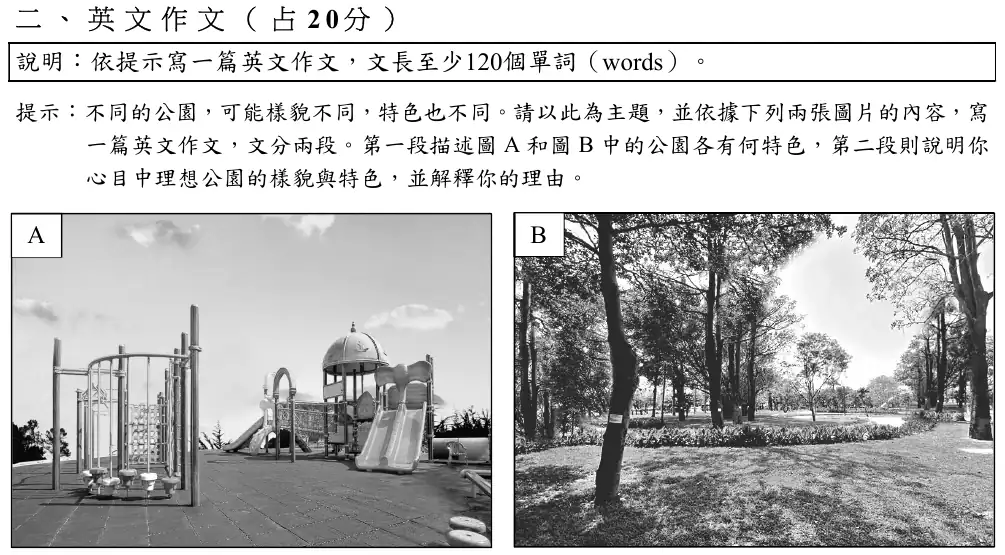 二、英文作文（占20分）
說明：依提示寫一篇英文作文，文長至少120個單詞（words）。
提示：不同的公園，可能樣貌不同，特色也不同。請以此為主題，並依據下列兩張圖片的內容，寫
一篇英文作文，文分兩段。第一段描述圖 A 和圖 B 中的公園各有何特色，第二段則說明你
心目中理想公園的樣貌與特色，並解釋你的理由。
A
B